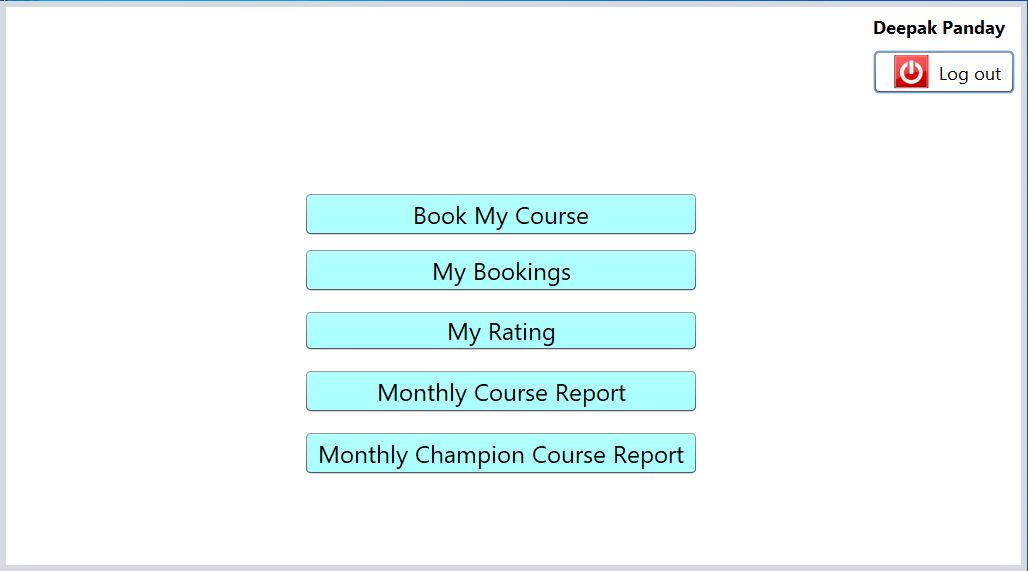 Deepak Panday
Log out
Book My Course
My Bookings
My Rating
Monthly Course Report
Monthly Champion Course Report